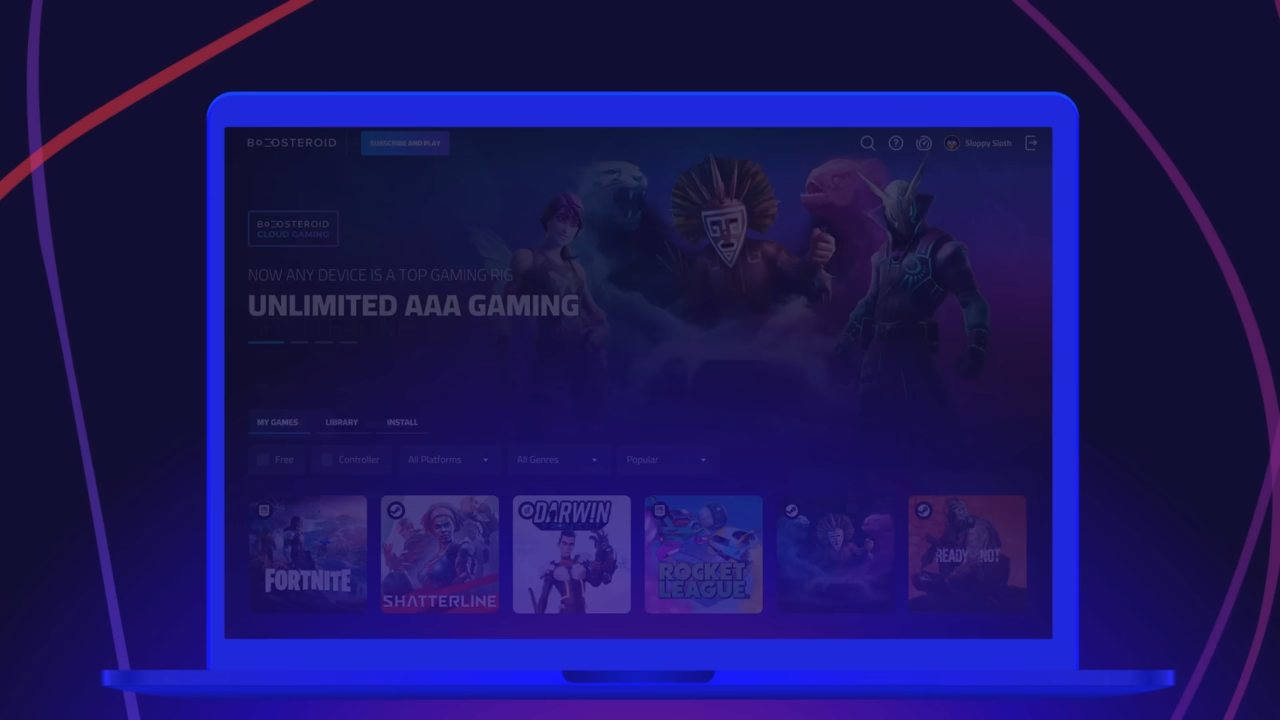 BOOSTEROID
SUBSCRIBE AND PLAY
Sloppy Sloth
BOOSTEROID
CLOUD GAMING
NOW ANY DEVICE IS A TOP GAMING RIG
UNLIMITED AAA GAMING
MY GAMES LIBRARY INSTALL
Free Controller All Platforms All Genres Popular
FORTNITE
SHATTERLINE
DARWIN
ROCKET
LEAGUE
READY OR NOT